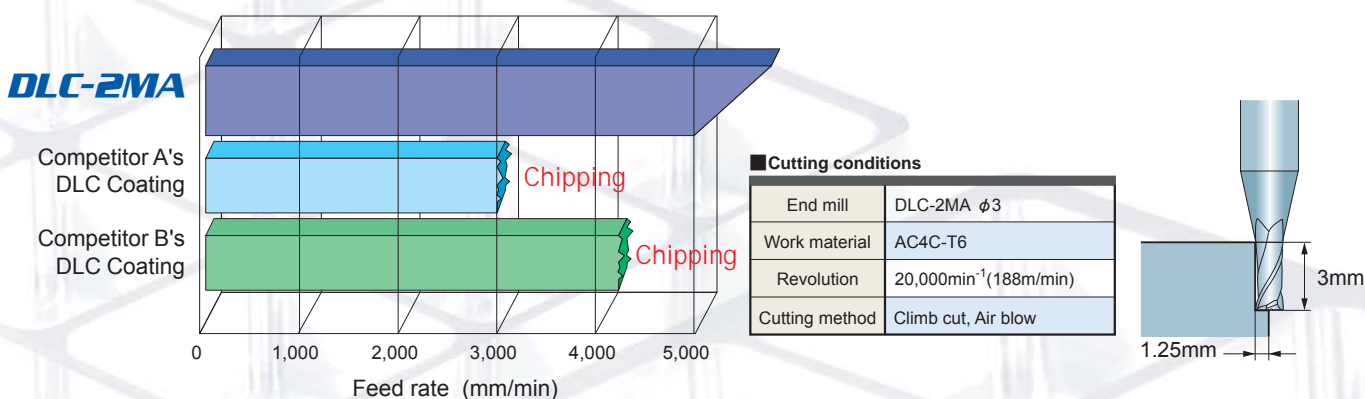 DLC-2MA
Competitor A's
DLC Coating
Chipping
Competitor B's
DLC Coating
Chipping
0 1,000 2,000 3,000 4,000 5,000
Feed rate (mm/min)
■Cutting conditions
End mill DLC-2MA ϕ3
Work material AC4C-T6
Revolution 20,000min⁻¹(188m/min)
Cutting method Climb cut, Air blow
3mm
1.25mm